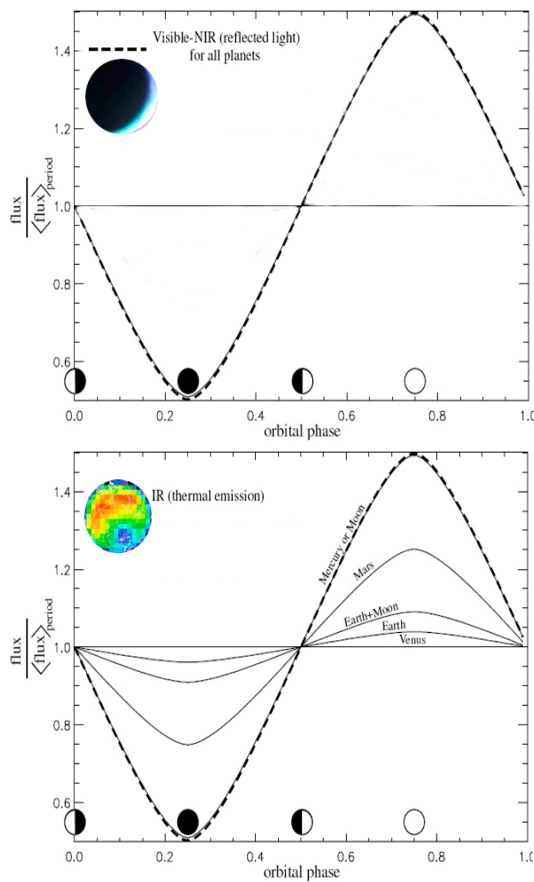 Visible-NIR (reflected light)
for all planets
1.4
1.2
1.0
0.8
0.6
flux
<flux>period
0.0
0.2
0.4
0.6
0.8
1.0
orbital phase
IR (thermal emission)
1.4
1.2
1.0
0.8
0.6
flux
<flux>period
Mercury or Moon
Mars
Earth+Moon
Earth
Venus
0.0
0.2
0.4
0.6
0.8
1.0
orbital phase